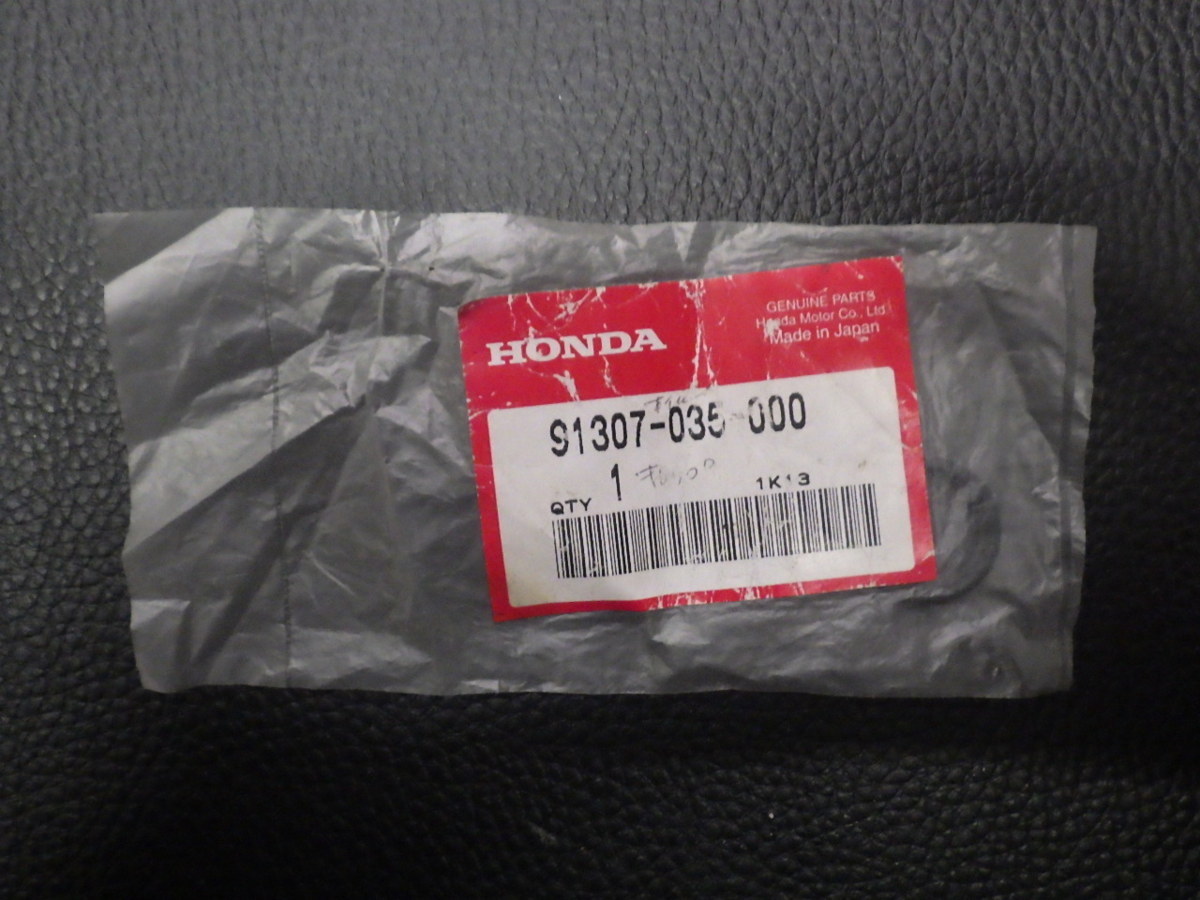 HONDA
GENUINE PARTS
Honda Motor Co., Ltd
Made in Japan
91307-035-000
QTY 1
1K13